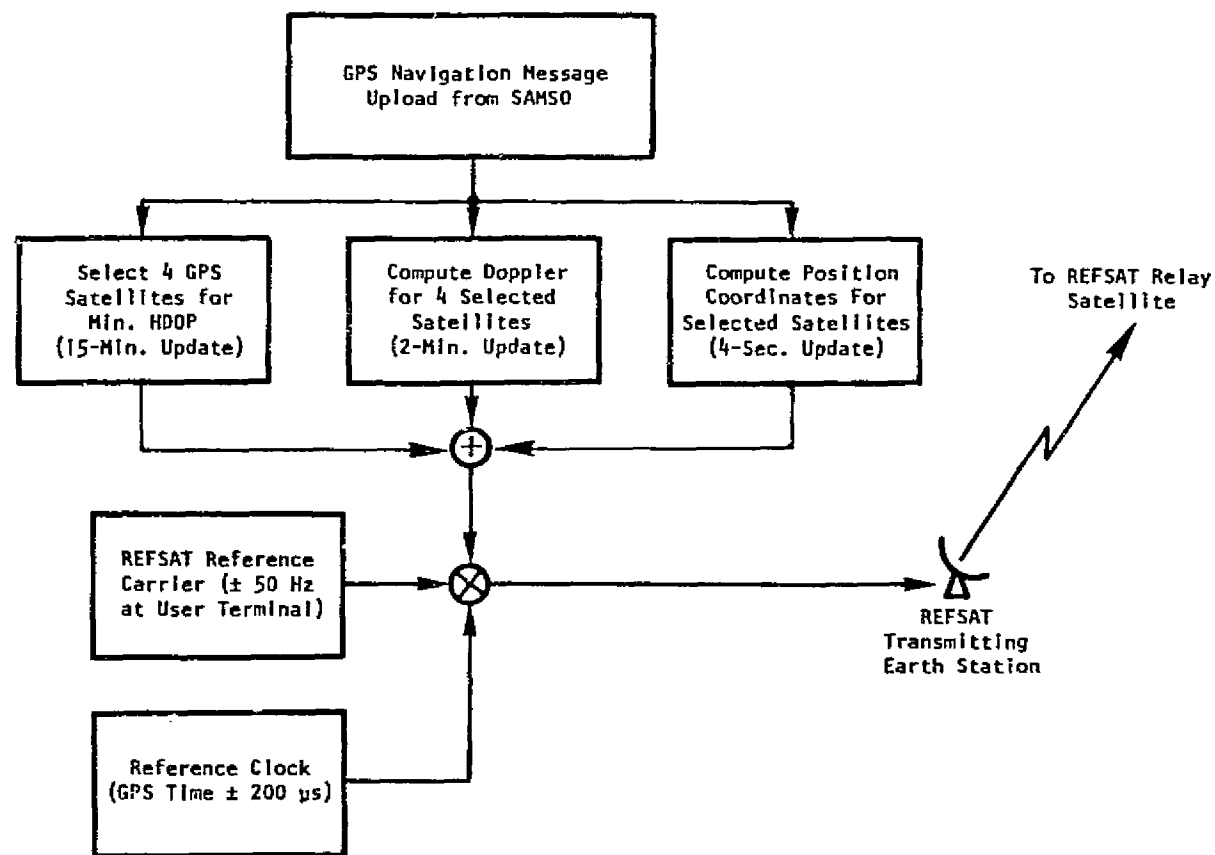 GPS Navigation Message
Upload from SAMSO
Select 4 GPS
Satellites for
Min. HDOP
(15-Min. Update)
Compute Doppler
for 4 Selected
Satellites
(2-Min. Update)
Compute Position
Coordinates For
Selected Satellites
(4-Sec. Update)
To REFSAT Relay
Satellite
+
REFSAT Reference
Carrier (± 50 Hz
at User Terminal)
REFSAT
Transmitting
Earth Station
Reference Clock
(GPS Time ± 200 µs)